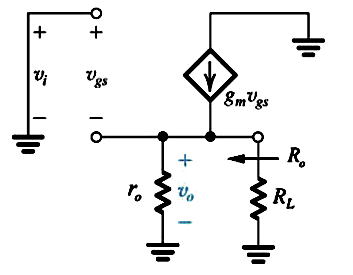 + +
v_i v_gs g_m v_gs
− −
+ R_o
r_o v_o R_L
−